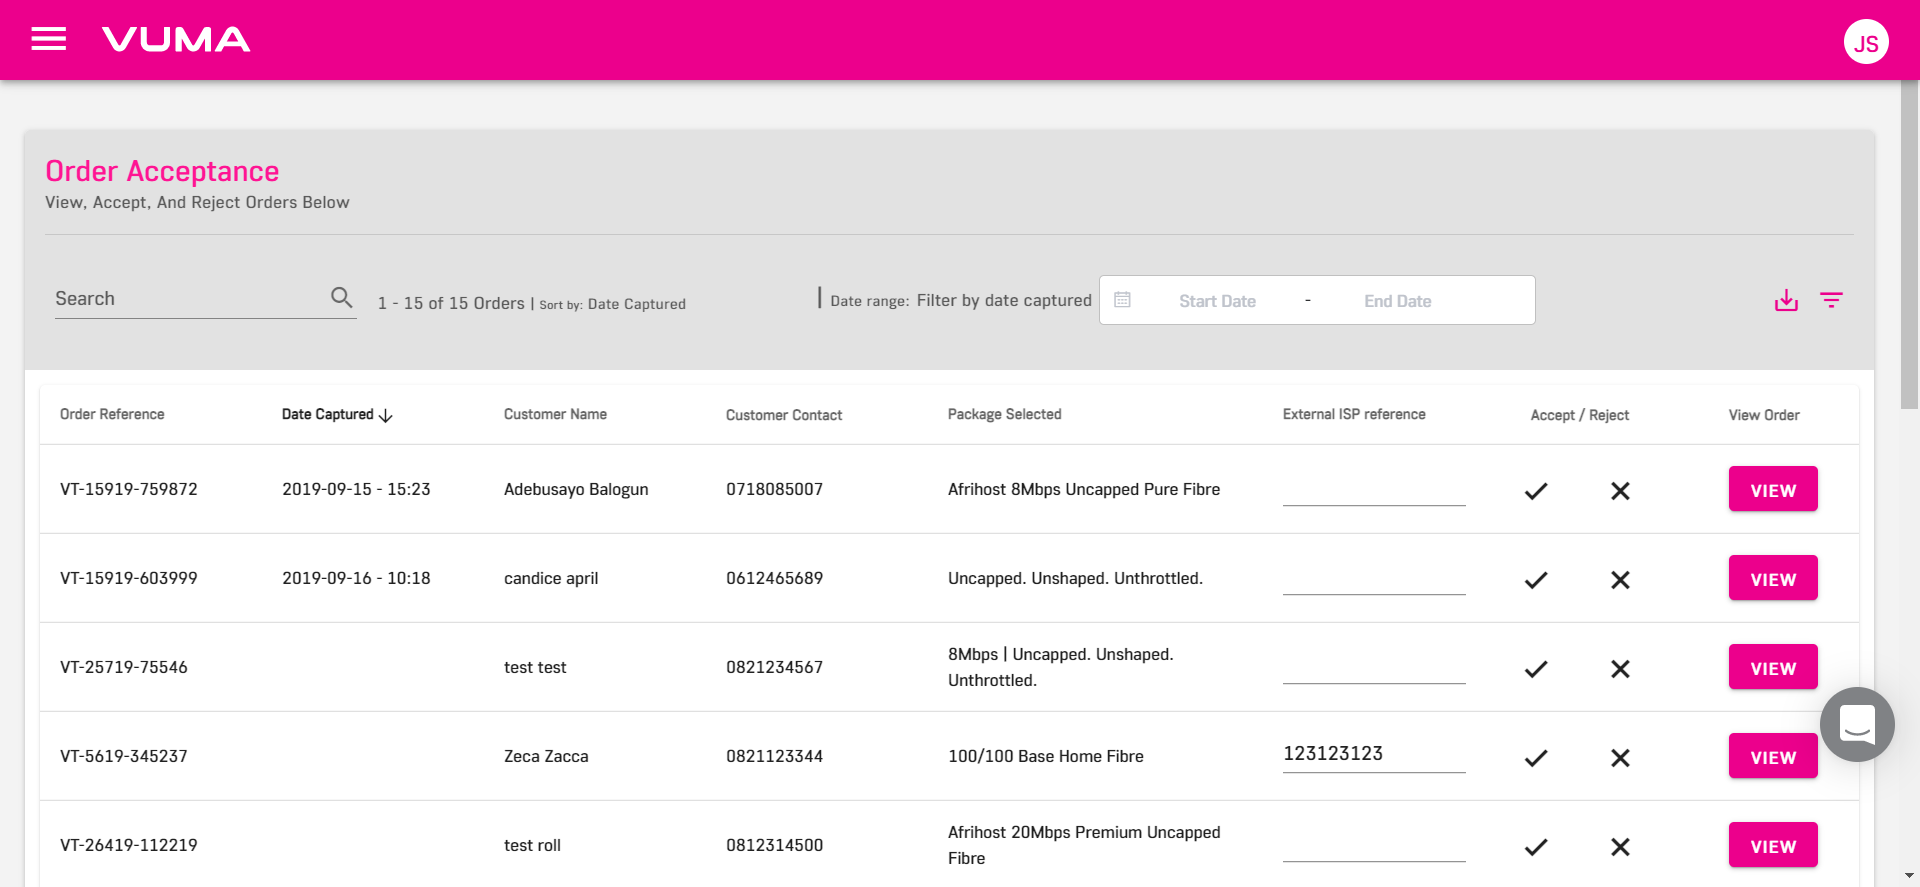 VUMA
JS
Order Acceptance
View, Accept, And Reject Orders Below
Search
1 - 15 of 15 Orders | Sort by: Date Captured
Date range: Filter by date captured
Start Date - End Date
Order Reference Date Captured Customer Name Customer Contact Package Selected External ISP reference Accept / Reject View Order
VT-15919-759872 2019-09-15 - 15:23 Adebusayo Balogun 0718085007 Afrihost 8Mbps Uncapped Pure Fibre VIEW
VT-15919-603999 2019-09-16 - 10:18 candice april 0612465689 Uncapped. Unshaped. Unthrottled. VIEW
VT-25719-75546 test test 0821234567 8Mbps | Uncapped. Unshaped.
Unthrottled. VIEW
VT-5619-345237 Zeca Zacca 0821123344 100/100 Base Home Fibre 123123123 VIEW
VT-26419-112219 test roll 0812314500 Afrihost 20Mbps Premium Uncapped
Fibre VIEW